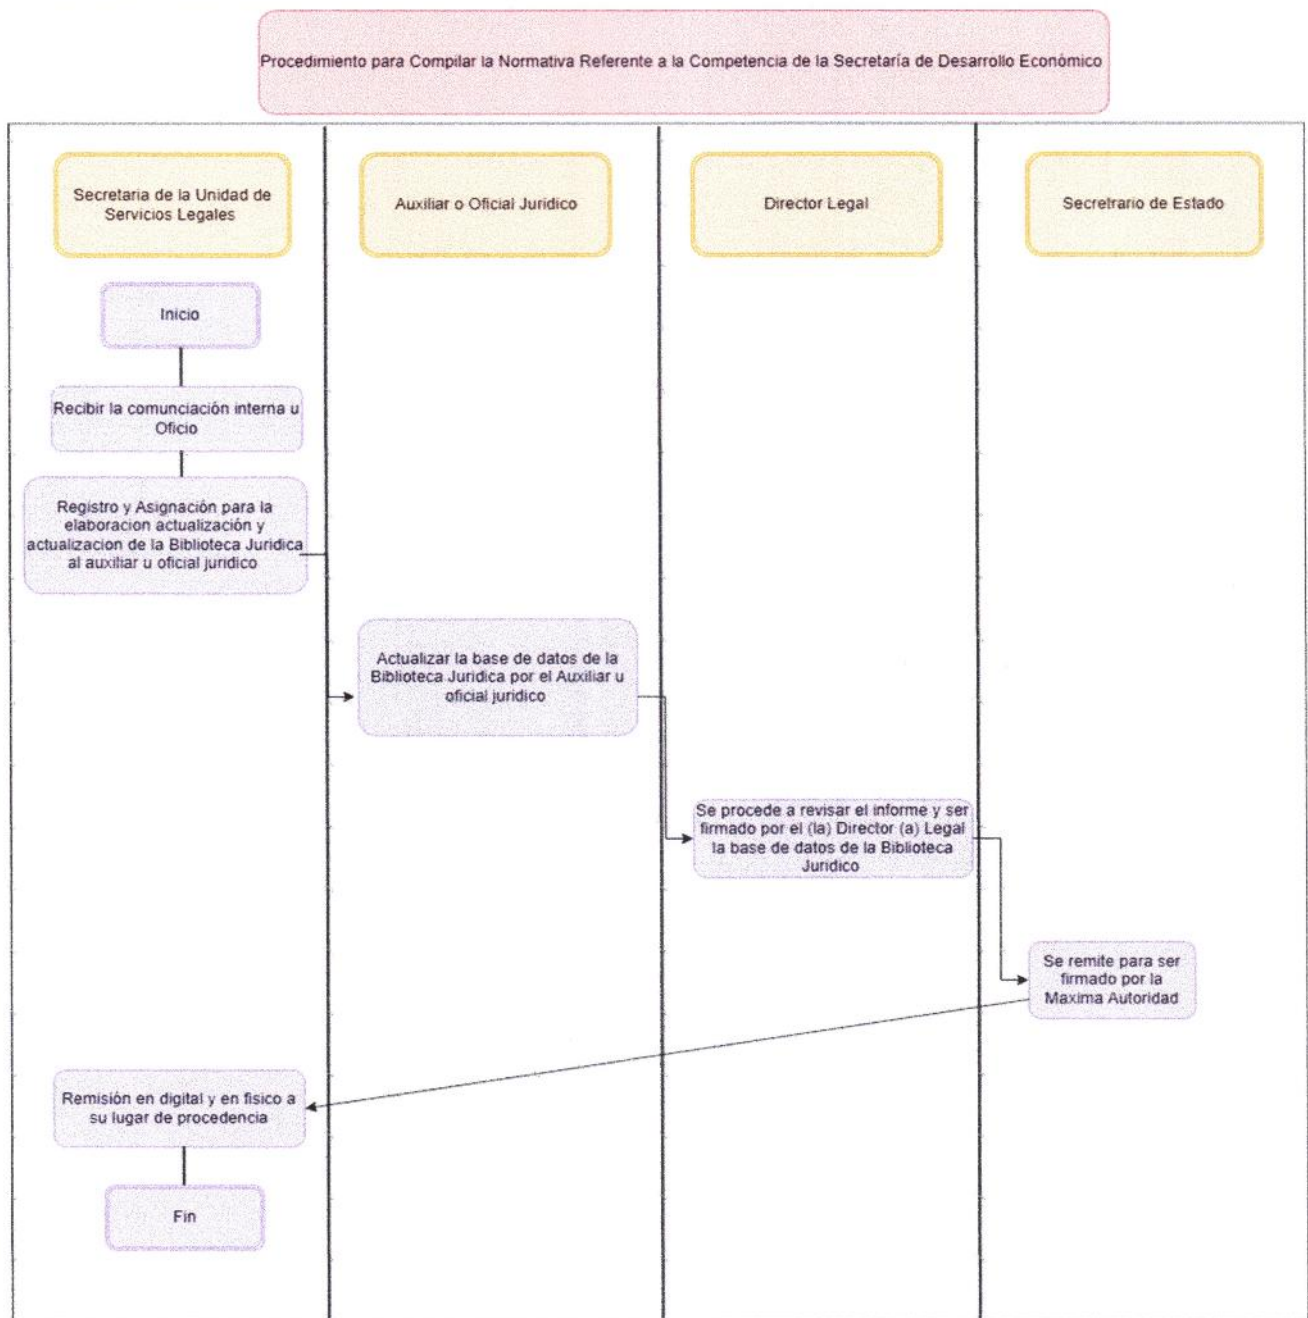 Procedimiento para Compilar la Normativa Referente a la Competencia de la Secretaría de Desarrollo Económico
Secretaria de la Unidad de
Servicios Legales
Auxiliar o Oficial Juridico
Director Legal
Secretrario de Estado
Inicio
Recibir la comunciación interna u
Oficio
Registro y Asignación para la
elaboracion actualización y
actualizacion de la Biblioteca Juridica
al auxiliar u oficial juridico
Actualizar la base de datos de la
Biblioteca Juridica por el Auxiliar u
oficial juridico
Se procede a revisar el informe y ser
firmado por el (la) Director (a) Legal
la base de datos de la Biblioteca
Juridico
Se remite para ser
firmado por la
Maxima Autoridad
Remisión en digital y en fisico a
su lugar de procedencia
Fin